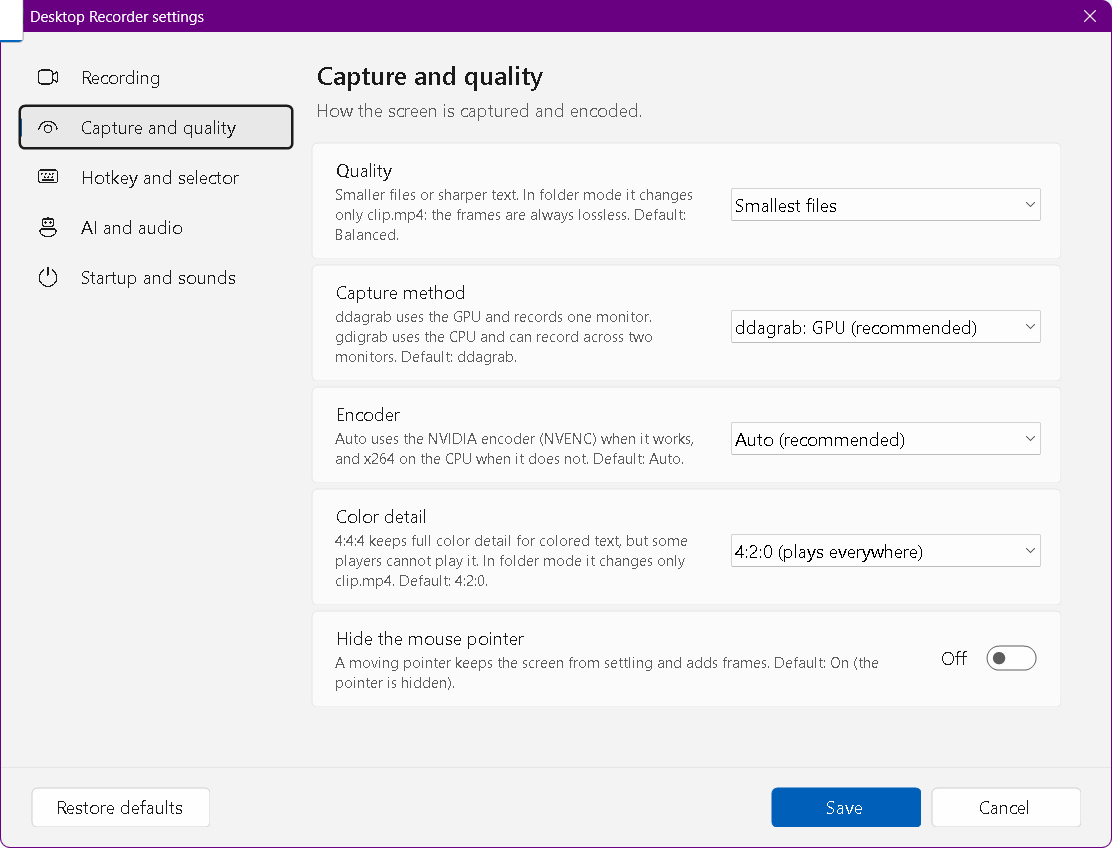 Desktop Recorder settings
Recording
Capture and quality
Hotkey and selector
AI and audio
Startup and sounds
Capture and quality
How the screen is captured and encoded.
Quality
Smaller files or sharper text. In folder mode it changes
only clip.mp4: the frames are always lossless. Default:
Balanced.
Smallest files
Capture method
ddagrab uses the GPU and records one monitor.
gdigrab uses the CPU and can record across two
monitors. Default: ddagrab.
ddagrab: GPU (recommended)
Encoder
Auto uses the NVIDIA encoder (NVENC) when it works,
and x264 on the CPU when it does not. Default: Auto.
Auto (recommended)
Color detail
4:4:4 keeps full color detail for colored text, but some
players cannot play it. In folder mode it changes only
clip.mp4. Default: 4:2:0.
4:2:0 (plays everywhere)
Hide the mouse pointer
A moving pointer keeps the screen from settling and adds frames. Default: On (the
pointer is hidden).
Off
Restore defaults
Save
Cancel